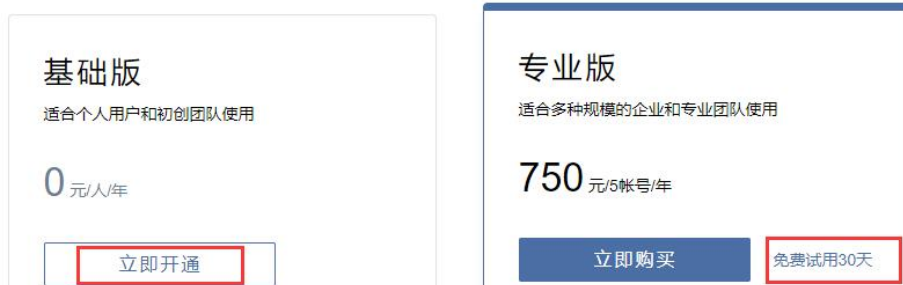 基础版
适合个人用户和初创团队使用
0 元/人/年
立即开通
专业版
适合多种规模的企业和专业团队使用
750 元/5帐号/年
立即购买
免费试用30天